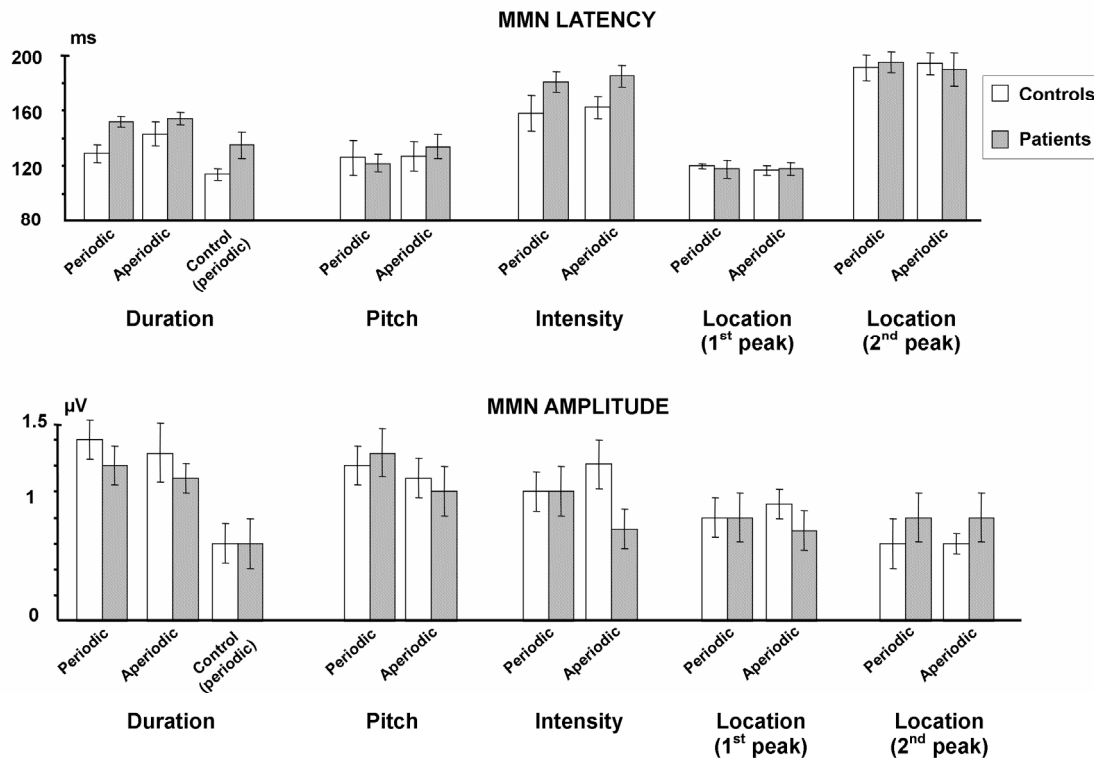 MMN LATENCY
ms
200
160
120
80
Controls
Patients
Periodic
Aperiodic
Control
(periodic)
Periodic
Aperiodic
Periodic
Aperiodic
Periodic
Aperiodic
Periodic
Aperiodic
Duration
Pitch
Intensity
Location
(1st peak)
Location
(2nd peak)
MMN AMPLITUDE
µV
1.5
1
0
Periodic
Aperiodic
Control
(periodic)
Periodic
Aperiodic
Periodic
Aperiodic
Periodic
Aperiodic
Periodic
Aperiodic
Duration
Pitch
Intensity
Location
(1st peak)
Location
(2nd peak)